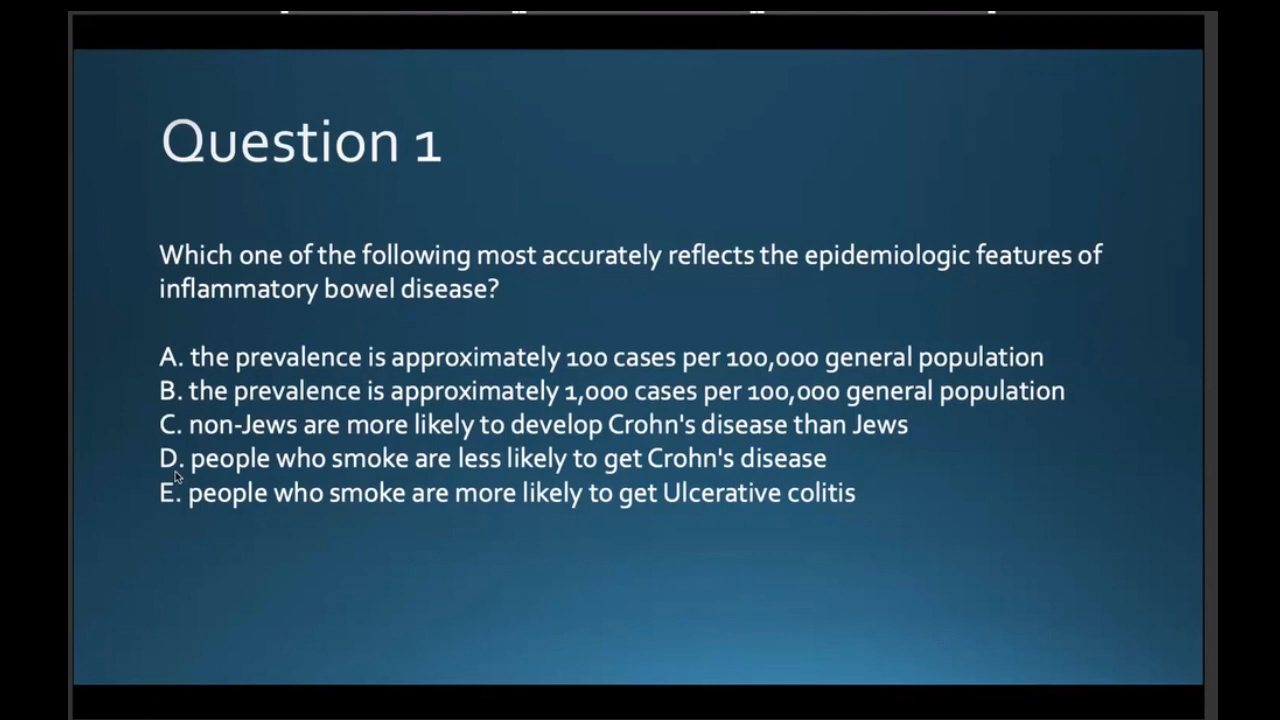 Question 1
Which one of the following most accurately reflects the epidemiologic features of
inflammatory bowel disease?
A. the prevalence is approximately 100 cases per 100,000 general population
B. the prevalence is approximately 1,000 cases per 100,000 general population
C. non-Jews are more likely to develop Crohn's disease than Jews
D. people who smoke are less likely to get Crohn's disease
E. people who smoke are more likely to get Ulcerative colitis